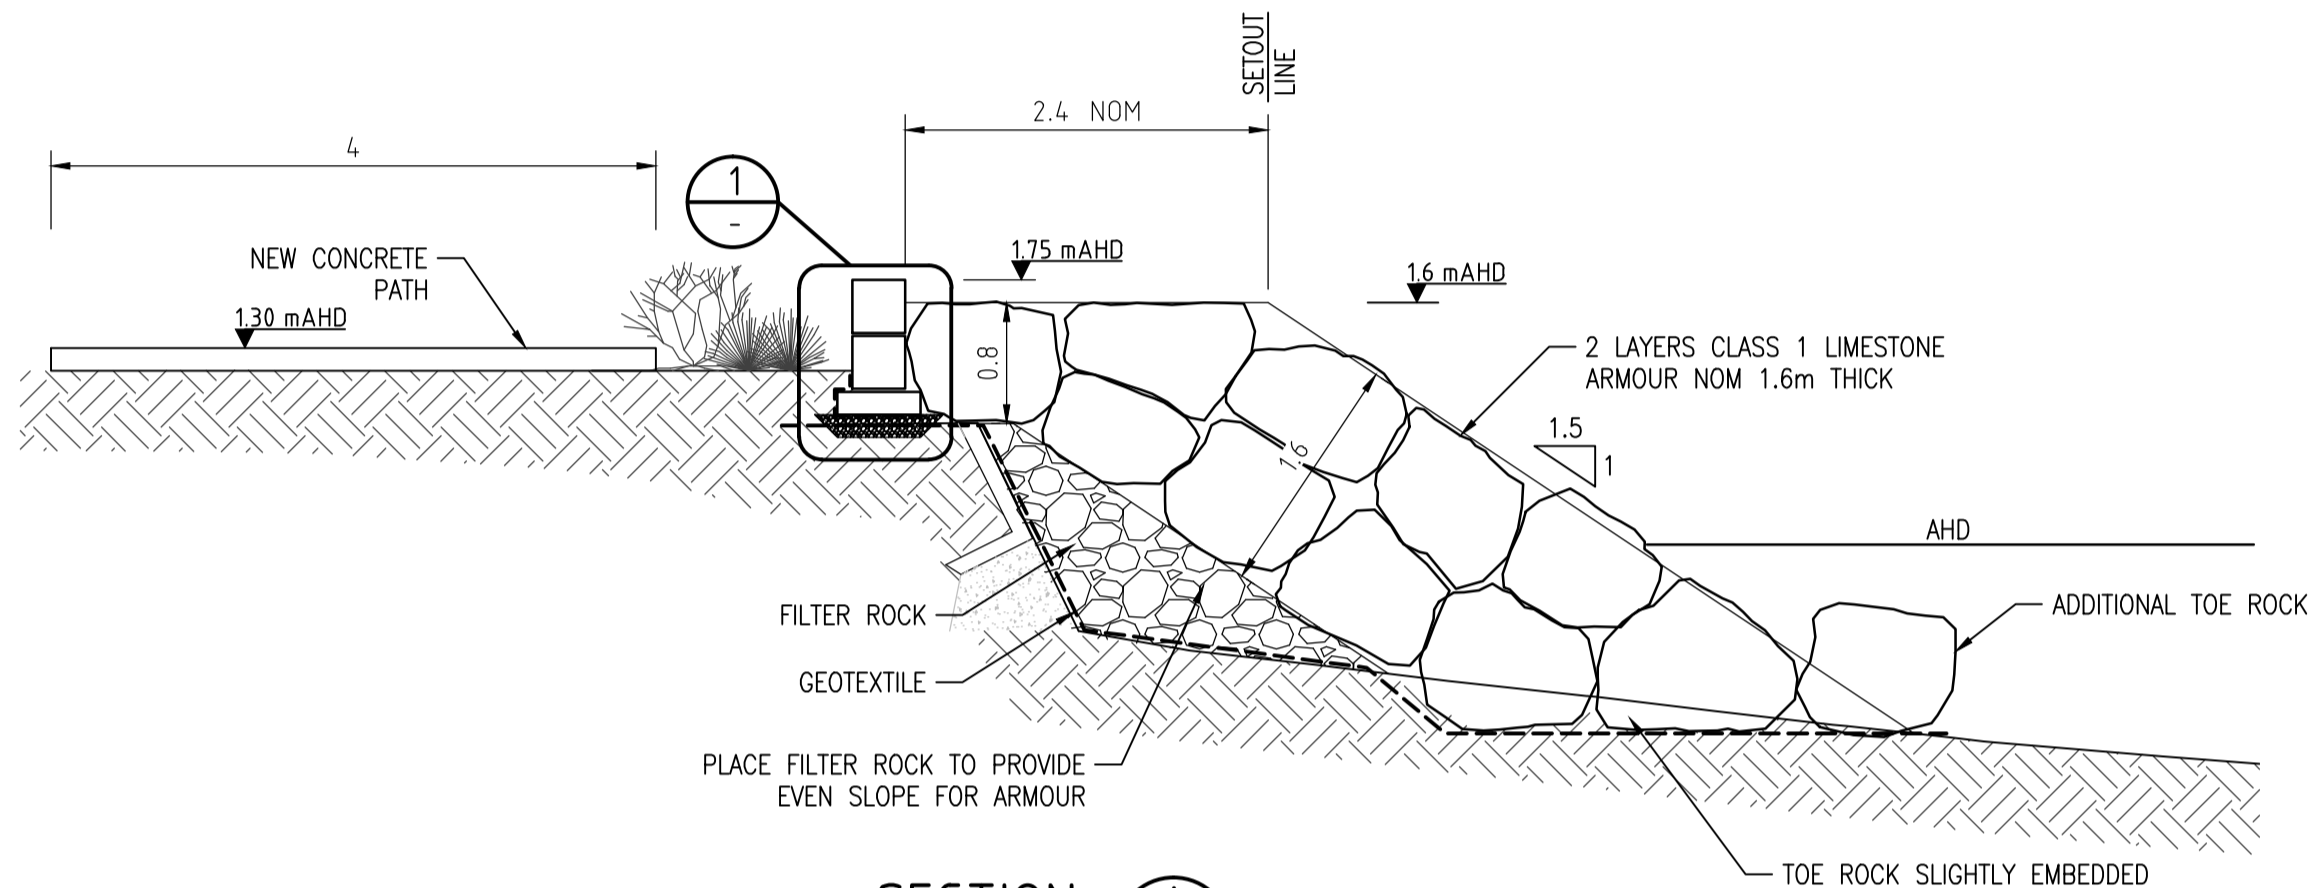 SETOUT
LINE
2.4 NOM
4
1
-
1.75 mAHD
1.6 mAHD
NEW CONCRETE
PATH
1.30 mAHD
0.8
2 LAYERS CLASS 1 LIMESTONE
ARMOUR NOM 1.6m THICK
1.5
1
1.6
AHD
FILTER ROCK
ADDITIONAL TOE ROCK
GEOTEXTILE
PLACE FILTER ROCK TO PROVIDE
EVEN SLOPE FOR ARMOUR
TOE ROCK SLIGHTLY EMBEDDED
SECTION